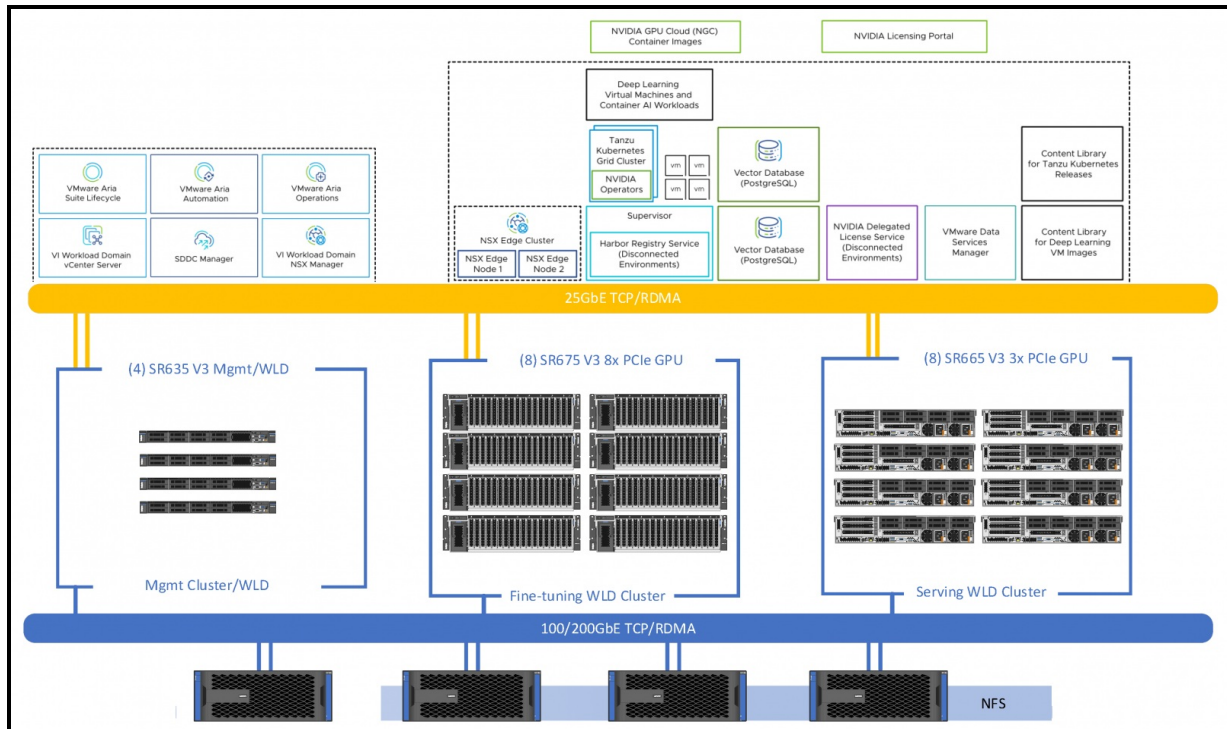 NVIDIA GPU Cloud (NGC)
Container Images
NVIDIA Licensing Portal
Deep Learning
Virtual Machines and
Container AI Workloads
Tanzu
Kubernetes
Grid Cluster
NVIDIA
Operators
vm
vm
vm
vm
Vector Database
(PostgreSQL)
Content Library
for Tanzu Kubernetes
Releases
VMware Aria
Suite Lifecycle
VMware Aria
Automation
VMware Aria
Operations
VI Workload Domain
vCenter Server
SDDC Manager
VI Workload Domain
NSX Manager
NSX Edge Cluster
NSX Edge
Node 1
NSX Edge
Node 2
Supervisor
Harbor Registry Service
(Disconnected
Environments)
Vector Database
(PostgreSQL)
NVIDIA Delegated
License Service
(Disconnected
Environments)
VMware Data
Services
Manager
Content Library
for Deep Learning
VM Images
25GbE TCP/RDMA
(4) SR635 V3 Mgmt/WLD
(8) SR675 V3 8x PCIe GPU
(8) SR665 V3 3x PCIe GPU
Mgmt Cluster/WLD
Fine-tuning WLD Cluster
Serving WLD Cluster
100/200GbE TCP/RDMA
NFS